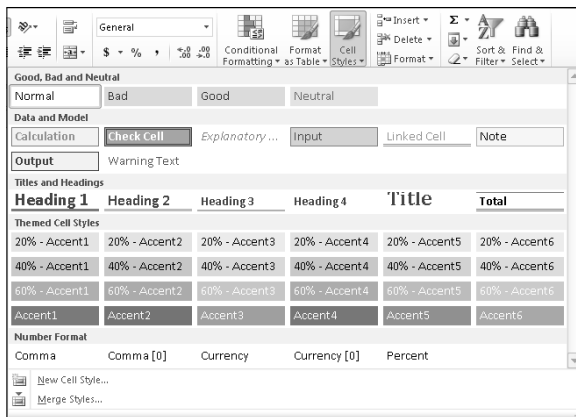 General
Insert
Σ
$ % ,
.0 .00
.00 .0
Delete
Conditional Format Cell
Formatting as Table Styles
Format
Sort & Find &
Filter Select
Good, Bad and Neutral
Normal Bad Good Neutral
Data and Model
Calculation Check Cell Explanatory ... Input Linked Cell Note
Output Warning Text
Titles and Headings
Heading 1 Heading 2 Heading 3 Heading 4 Title Total
Themed Cell Styles
20% - Accent1 20% - Accent2 20% - Accent3 20% - Accent4 20% - Accent5 20% - Accent6
40% - Accent1 40% - Accent2 40% - Accent3 40% - Accent4 40% - Accent5 40% - Accent6
60% - Accent1 60% - Accent2 60% - Accent3 60% - Accent4 60% - Accent5 60% - Accent6
Accent1 Accent2 Accent3 Accent4 Accent5 Accent6
Number Format
Comma Comma [0] Currency Currency [0] Percent
New Cell Style...
Merge Styles...